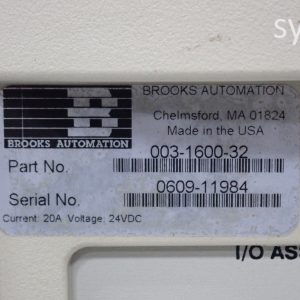 sy
BROOKS AUTOMATION
BROOKS AUTOMATION
Chelmsford, MA 01824
Made in the USA
Part No. 003-1600-32
Serial No. 0609-11984
Current: 20A Voltage: 24VDC
I/O ASS